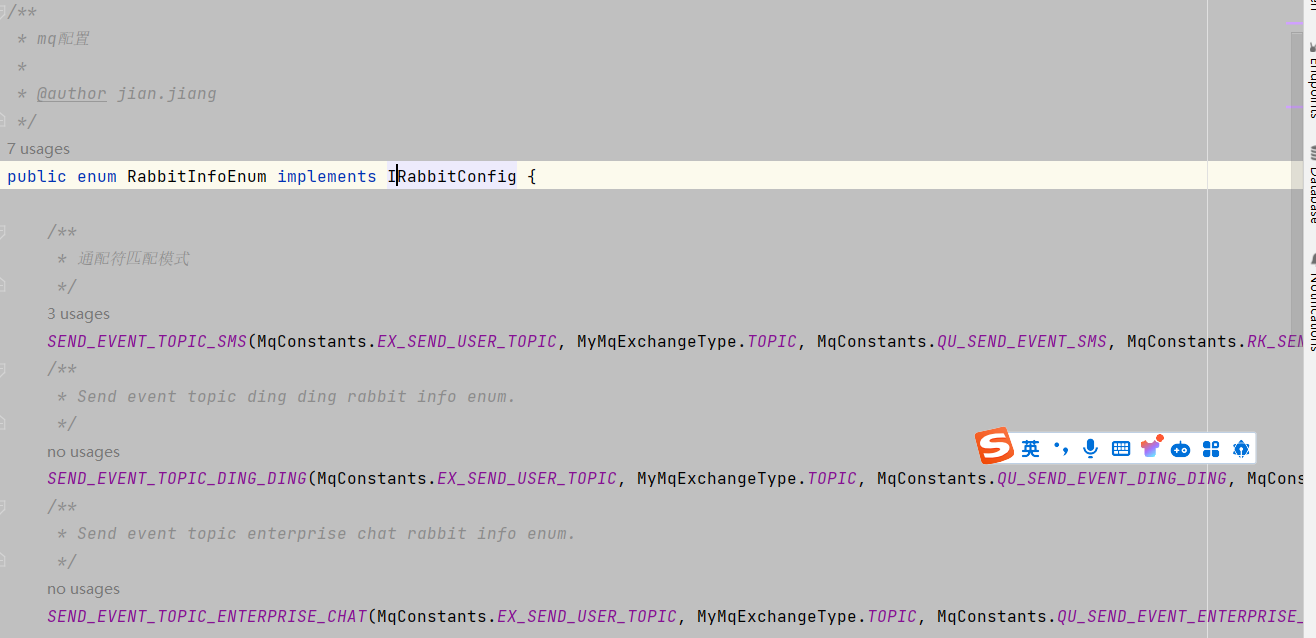 /**
* mq配置
*
* @author jian.jiang
*/
7 usages
public enum RabbitInfoEnum implements IRabbitConfig {
/**
* 通配符匹配模式
*/
3 usages
SEND_EVENT_TOPIC_SMS(MqConstants.EX_SEND_USER_TOPIC, MyMqExchangeType.TOPIC, MqConstants.QU_SEND_EVENT_SMS, MqConstants.RK_SEN
/**
* Send event topic ding ding rabbit info enum.
*/
no usages
SEND_EVENT_TOPIC_DING_DING(MqConstants.EX_SEND_USER_TOPIC, MyMqExchangeType.TOPIC, MqConstants.QU_SEND_EVENT_DING_DING, MqCons
/**
* Send event topic enterprise chat rabbit info enum.
*/
no usages
SEND_EVENT_TOPIC_ENTERPRISE_CHAT(MqConstants.EX_SEND_USER_TOPIC, MyMqExchangeType.TOPIC, MqConstants.QU_SEND_EVENT_ENTERPRISE_
S 英
Endpoints
Database
Notifications